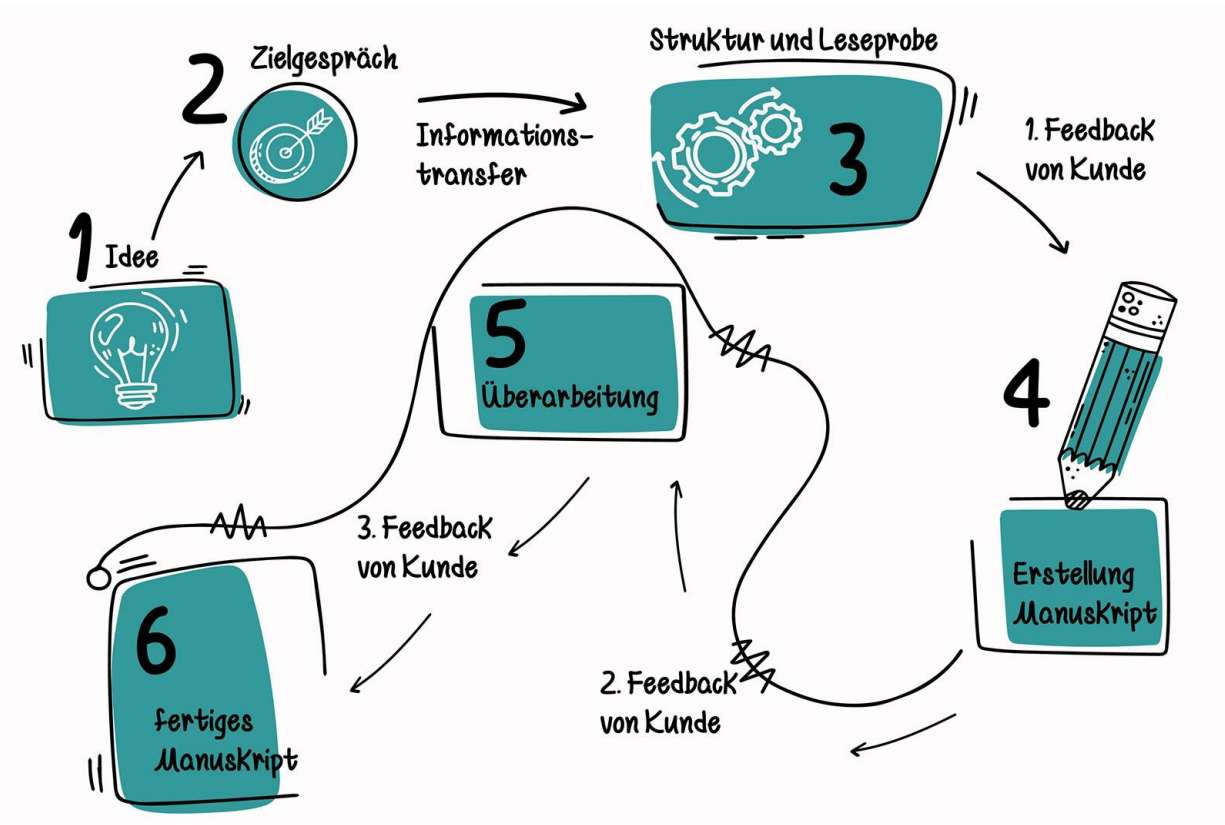 1
Idee
2
Zielgespräch
Informations-
transfer
Struktur und Leseprobe
3
1. Feedback
von Kunde
4
Erstellung
Manuskript
2. Feedback
von Kunde
5
Überarbeitung
3. Feedback
von Kunde
6
fertiges
Manuskript